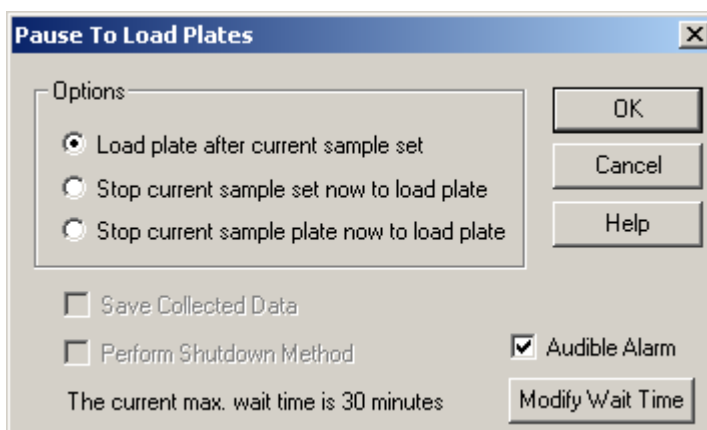 Pause To Load Plates
Options
Load plate after current sample set
Stop current sample set now to load plate
Stop current sample plate now to load plate
OK
Cancel
Help
Save Collected Data
Perform Shutdown Method
Audible Alarm
The current max. wait time is 30 minutes
Modify Wait Time